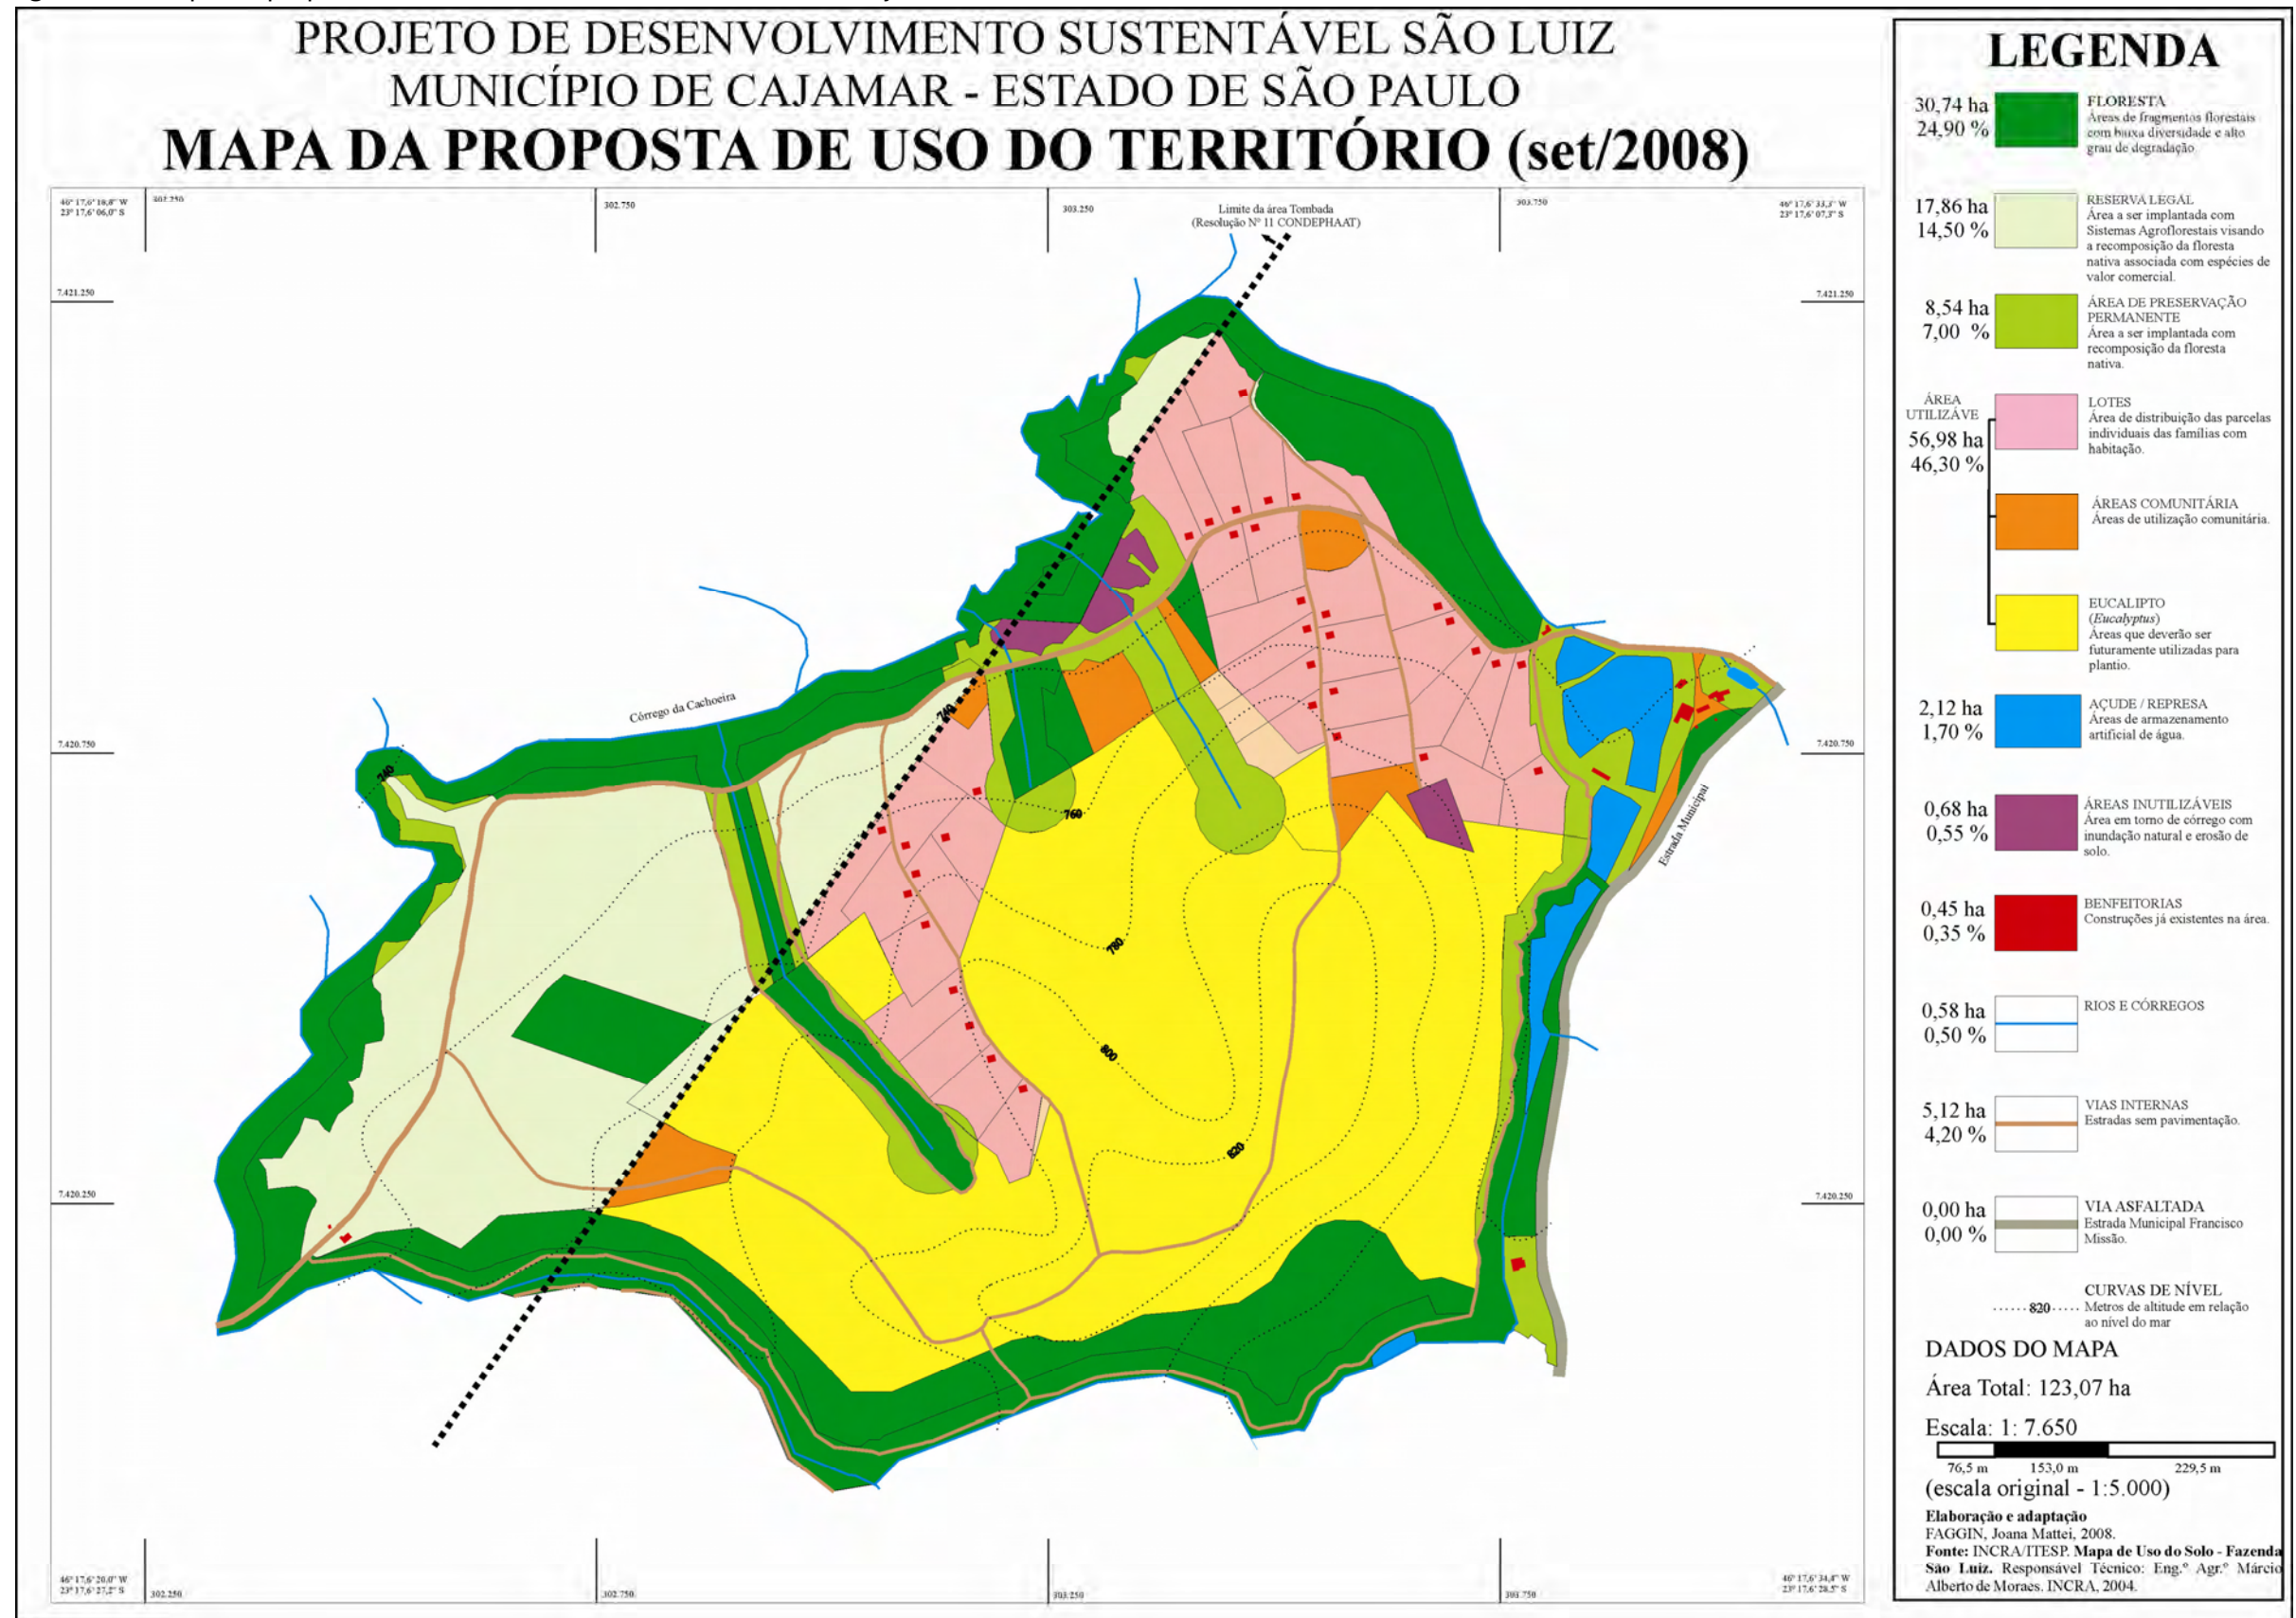 PROJETO DE DESENVOLVIMENTO SUSTENTÁVEL SÃO LUIZ
MUNICÍPIO DE CAJAMAR - ESTADO DE SÃO PAULO
MAPA DA PROPOSTA DE USO DO TERRITÓRIO (set/2008)
302.250
302.750
303.250
303.750
Limite da área Tombada
(Resolução Nº 11 CONDEPHAAT)
7.421.250
7.421.250
Córrego da Cachoeira
740
740
7.420.750
7.420.750
760
Estrada Municipal
780
800
820
7.420.250
7.420.250
302.250
302.750
303.250
303.750
LEGENDA
30,74 ha
24,90 %
FLORESTA
Áreas de fragmentos florestais
com baixa diversidade e alto
grau de degradação
17,86 ha
14,50 %
RESERVA LEGAL
Área a ser implantada com
Sistemas Agroflorestais visando
a recomposição da floresta
nativa associada com espécies de
valor comercial.
8,54 ha
7,00 %
ÁREA DE PRESERVAÇÃO
PERMANENTE
Área a ser implantada com
recomposição da floresta
nativa.
ÁREA
UTILIZÁVE
56,98 ha
46,30 %
LOTES
Área de distribuição das parcelas
individuais das famílias com
habitação.
ÁREAS COMUNITÁRIA
Áreas de utilização comunitária.
EUCALIPTO
(Eucalyptus)
Áreas que deverão ser
futuramente utilizadas para
plantio.
2,12 ha
1,70 %
AÇUDE / REPRESA
Áreas de armazenamento
artificial de água.
0,68 ha
0,55 %
ÁREAS INUTILIZÁVEIS
Área em torno de córrego com
inundação natural e erosão de
solo.
0,45 ha
0,35 %
BENFEITORIAS
Construções já existentes na área.
0,58 ha
0,50 %
RIOS E CÓRREGOS
5,12 ha
4,20 %
VIAS INTERNAS
Estradas sem pavimentação.
0,00 ha
0,00 %
VIA ASFALTADA
Estrada Municipal Francisco
Missão.
820
CURVAS DE NÍVEL
Metros de altitude em relação
ao nível do mar
DADOS DO MAPA
Área Total: 123,07 ha
Escala: 1: 7.650
76,5 m 153,0 m 229,5 m
(escala original - 1:5.000)
Elaboração e adaptação
FAGGIN, Joana Mattei, 2008.
Fonte: INCRA/ITESP. Mapa de Uso do Solo - Fazenda
São Luiz. Responsável Técnico: Eng.º Agr.º Márcio
Alberto de Moraes. INCRA, 2004.